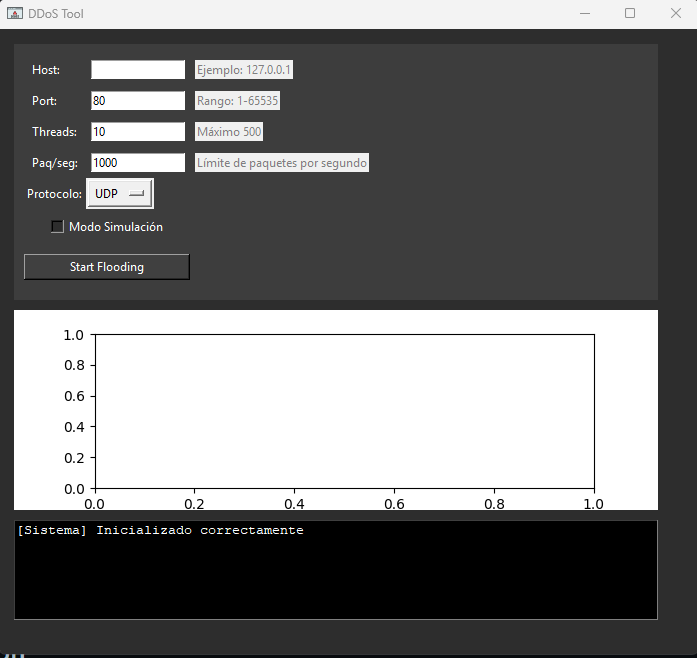 DDoS Tool
Host: Ejemplo: 127.0.0.1
Port: 80 Rango: 1-65535
Threads: 10 Máximo 500
Paq/seg: 1000 Límite de paquetes por segundo
Protocolo: UDP
Modo Simulación
Start Flooding
1.0
0.8
0.6
0.4
0.2
0.0
0.0 0.2 0.4 0.6 0.8 1.0
[Sistema] Inicializado correctamente